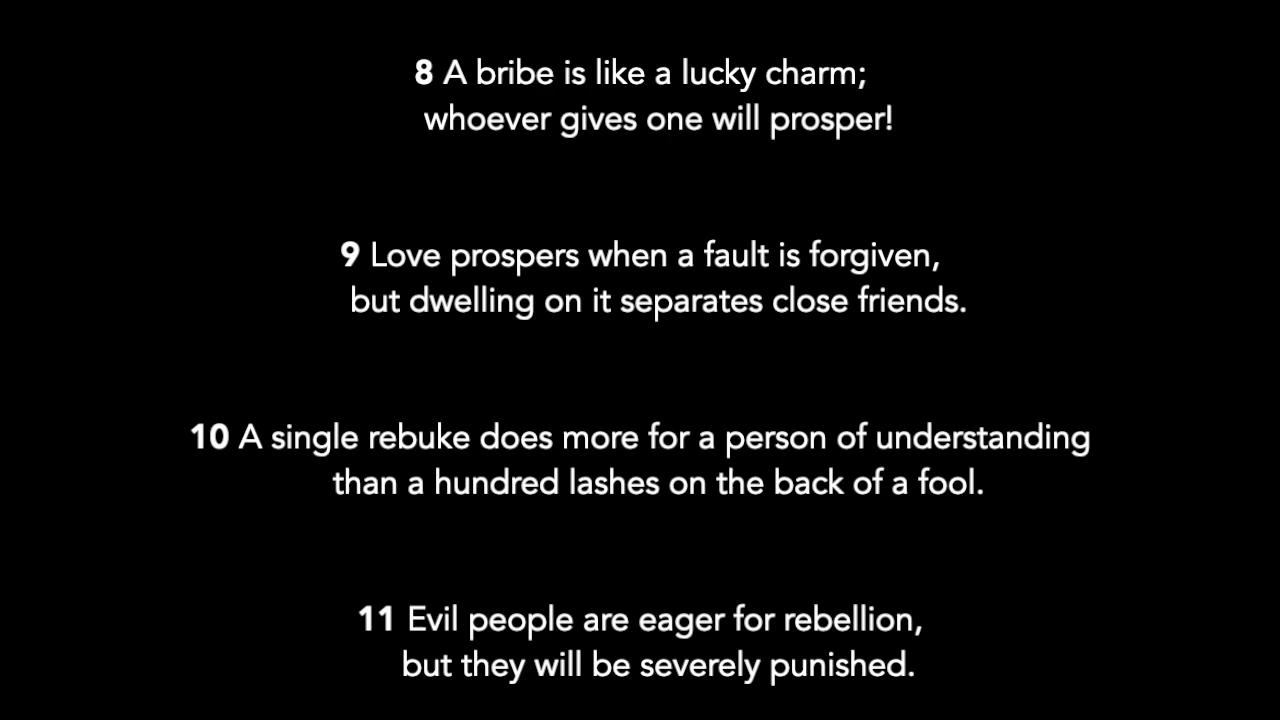 8 A bribe is like a lucky charm;
whoever gives one will prosper!
9 Love prospers when a fault is forgiven,
but dwelling on it separates close friends.
10 A single rebuke does more for a person of understanding
than a hundred lashes on the back of a fool.
11 Evil people are eager for rebellion,
but they will be severely punished.